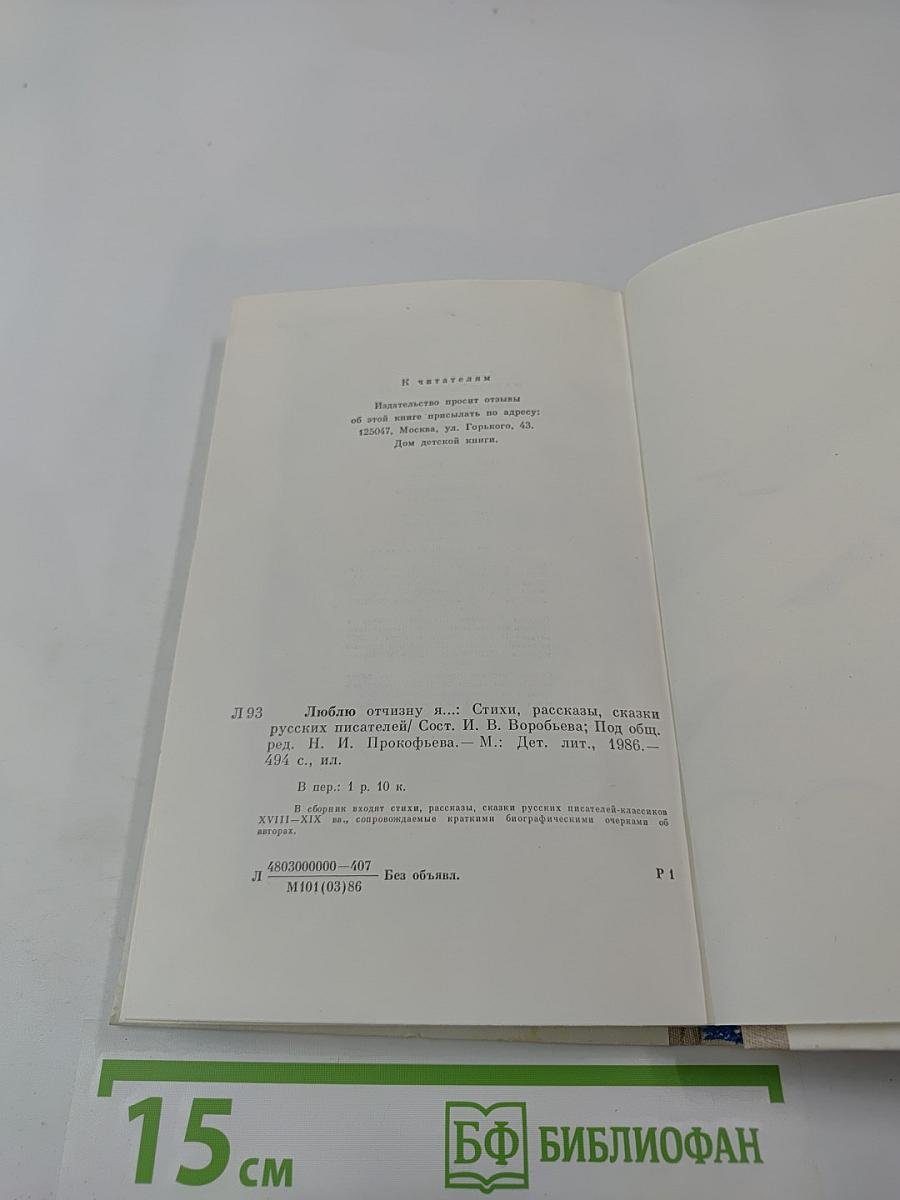 К читателям
Издательство просит отзывы
об этой книге присылать по адресу:
125047, Москва, ул. Горького, 43.
Дом детской книги.
Л 93 Люблю отчизну я...: Стихи, рассказы, сказки
русских писателей/ Сост. И. В. Воробьева; Под общ.
ред. Н. И. Прокофьева.— М.: Дет. лит., 1986.—
494 с., ил.
В пер.: 1 р. 10 к.
В сборник входят стихи, рассказы, сказки русских писателей-классиков
XVIII—XIX вв., сопровождаемые краткими биографическими очерками об
авторах.
4803000000—407
Л Без объявл. Р 1
М101(03)86
15 см БФ БИБЛИОФАН